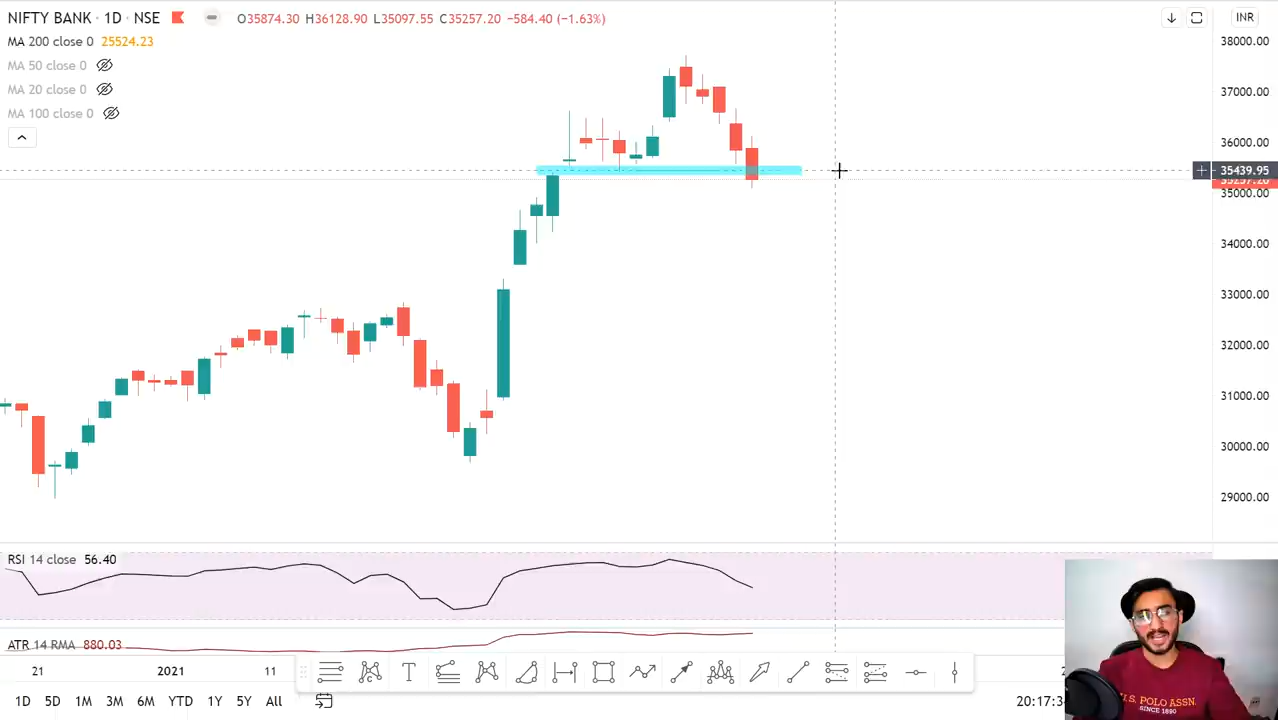 NIFTY BANK · 1D · NSE O35874.30 H36128.90 L35097.55 C35257.20 −584.40 (−1.63%) INR
MA 200 close 0 25524.23
MA 50 close 0
MA 20 close 0
MA 100 close 0
38000.00
37000.00
36000.00
35439.95
35257.20
35000.00
34000.00
33000.00
32000.00
31000.00
30000.00
29000.00
RSI 14 close 56.40
ATR 14 RMA 880.03
21 2021 11
1D 5D 1M 3M 6M YTD 1Y 5Y All
20:17:3
U.S. POLO ASSN.
SINCE 1890